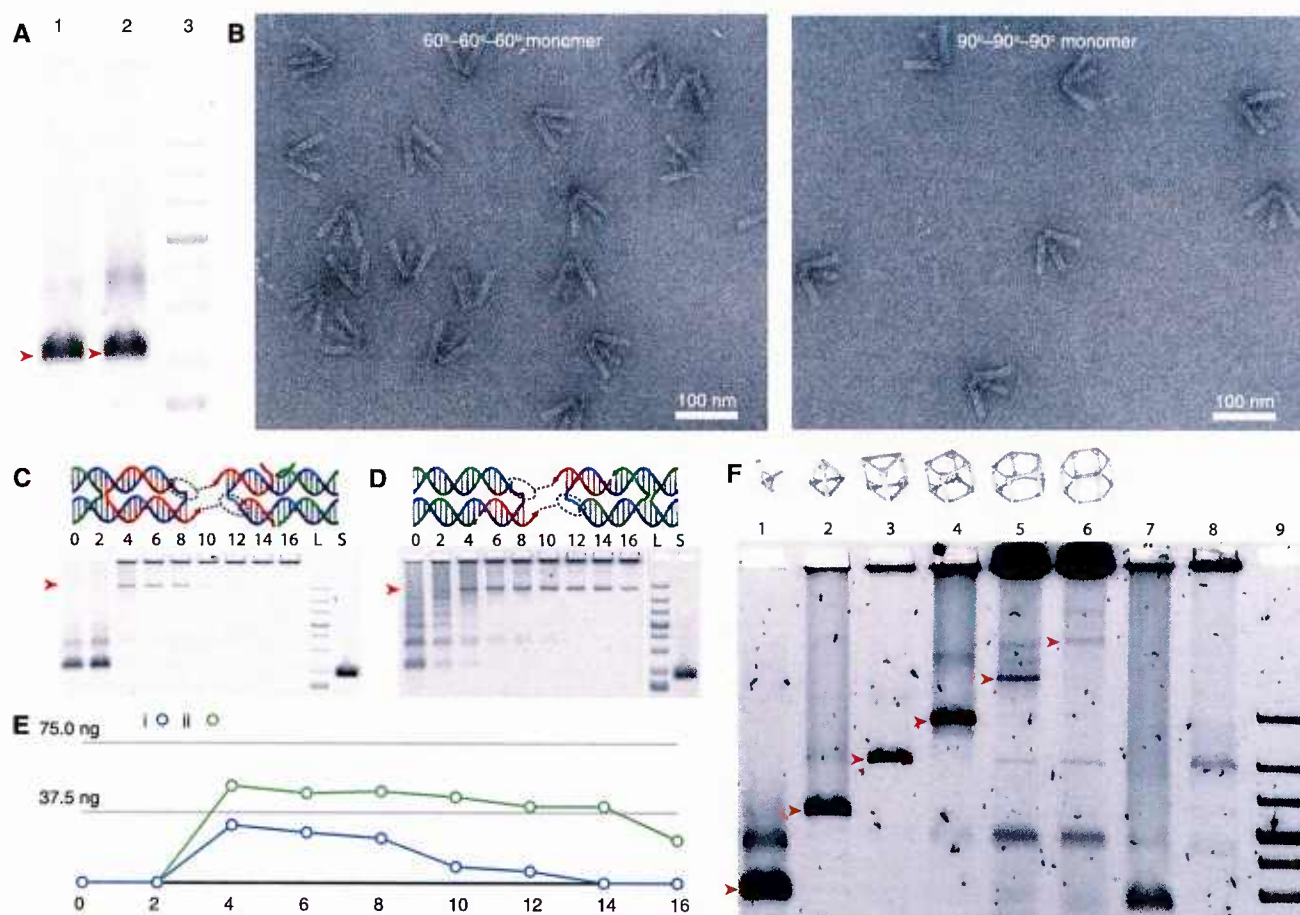 A
1 2 3
B
60°–60°–60° monomer
90°–90°–90° monomer
100 nm
100 nm
C
0 2 4 6 8 10 12 14 16 L S
D
0 2 4 6 8 10 12 14 16 L S
E
i ii
75.0 ng
37.5 ng
0 2 4 6 8 10 12 14 16
F
1 2 3 4 5 6 7 8 9